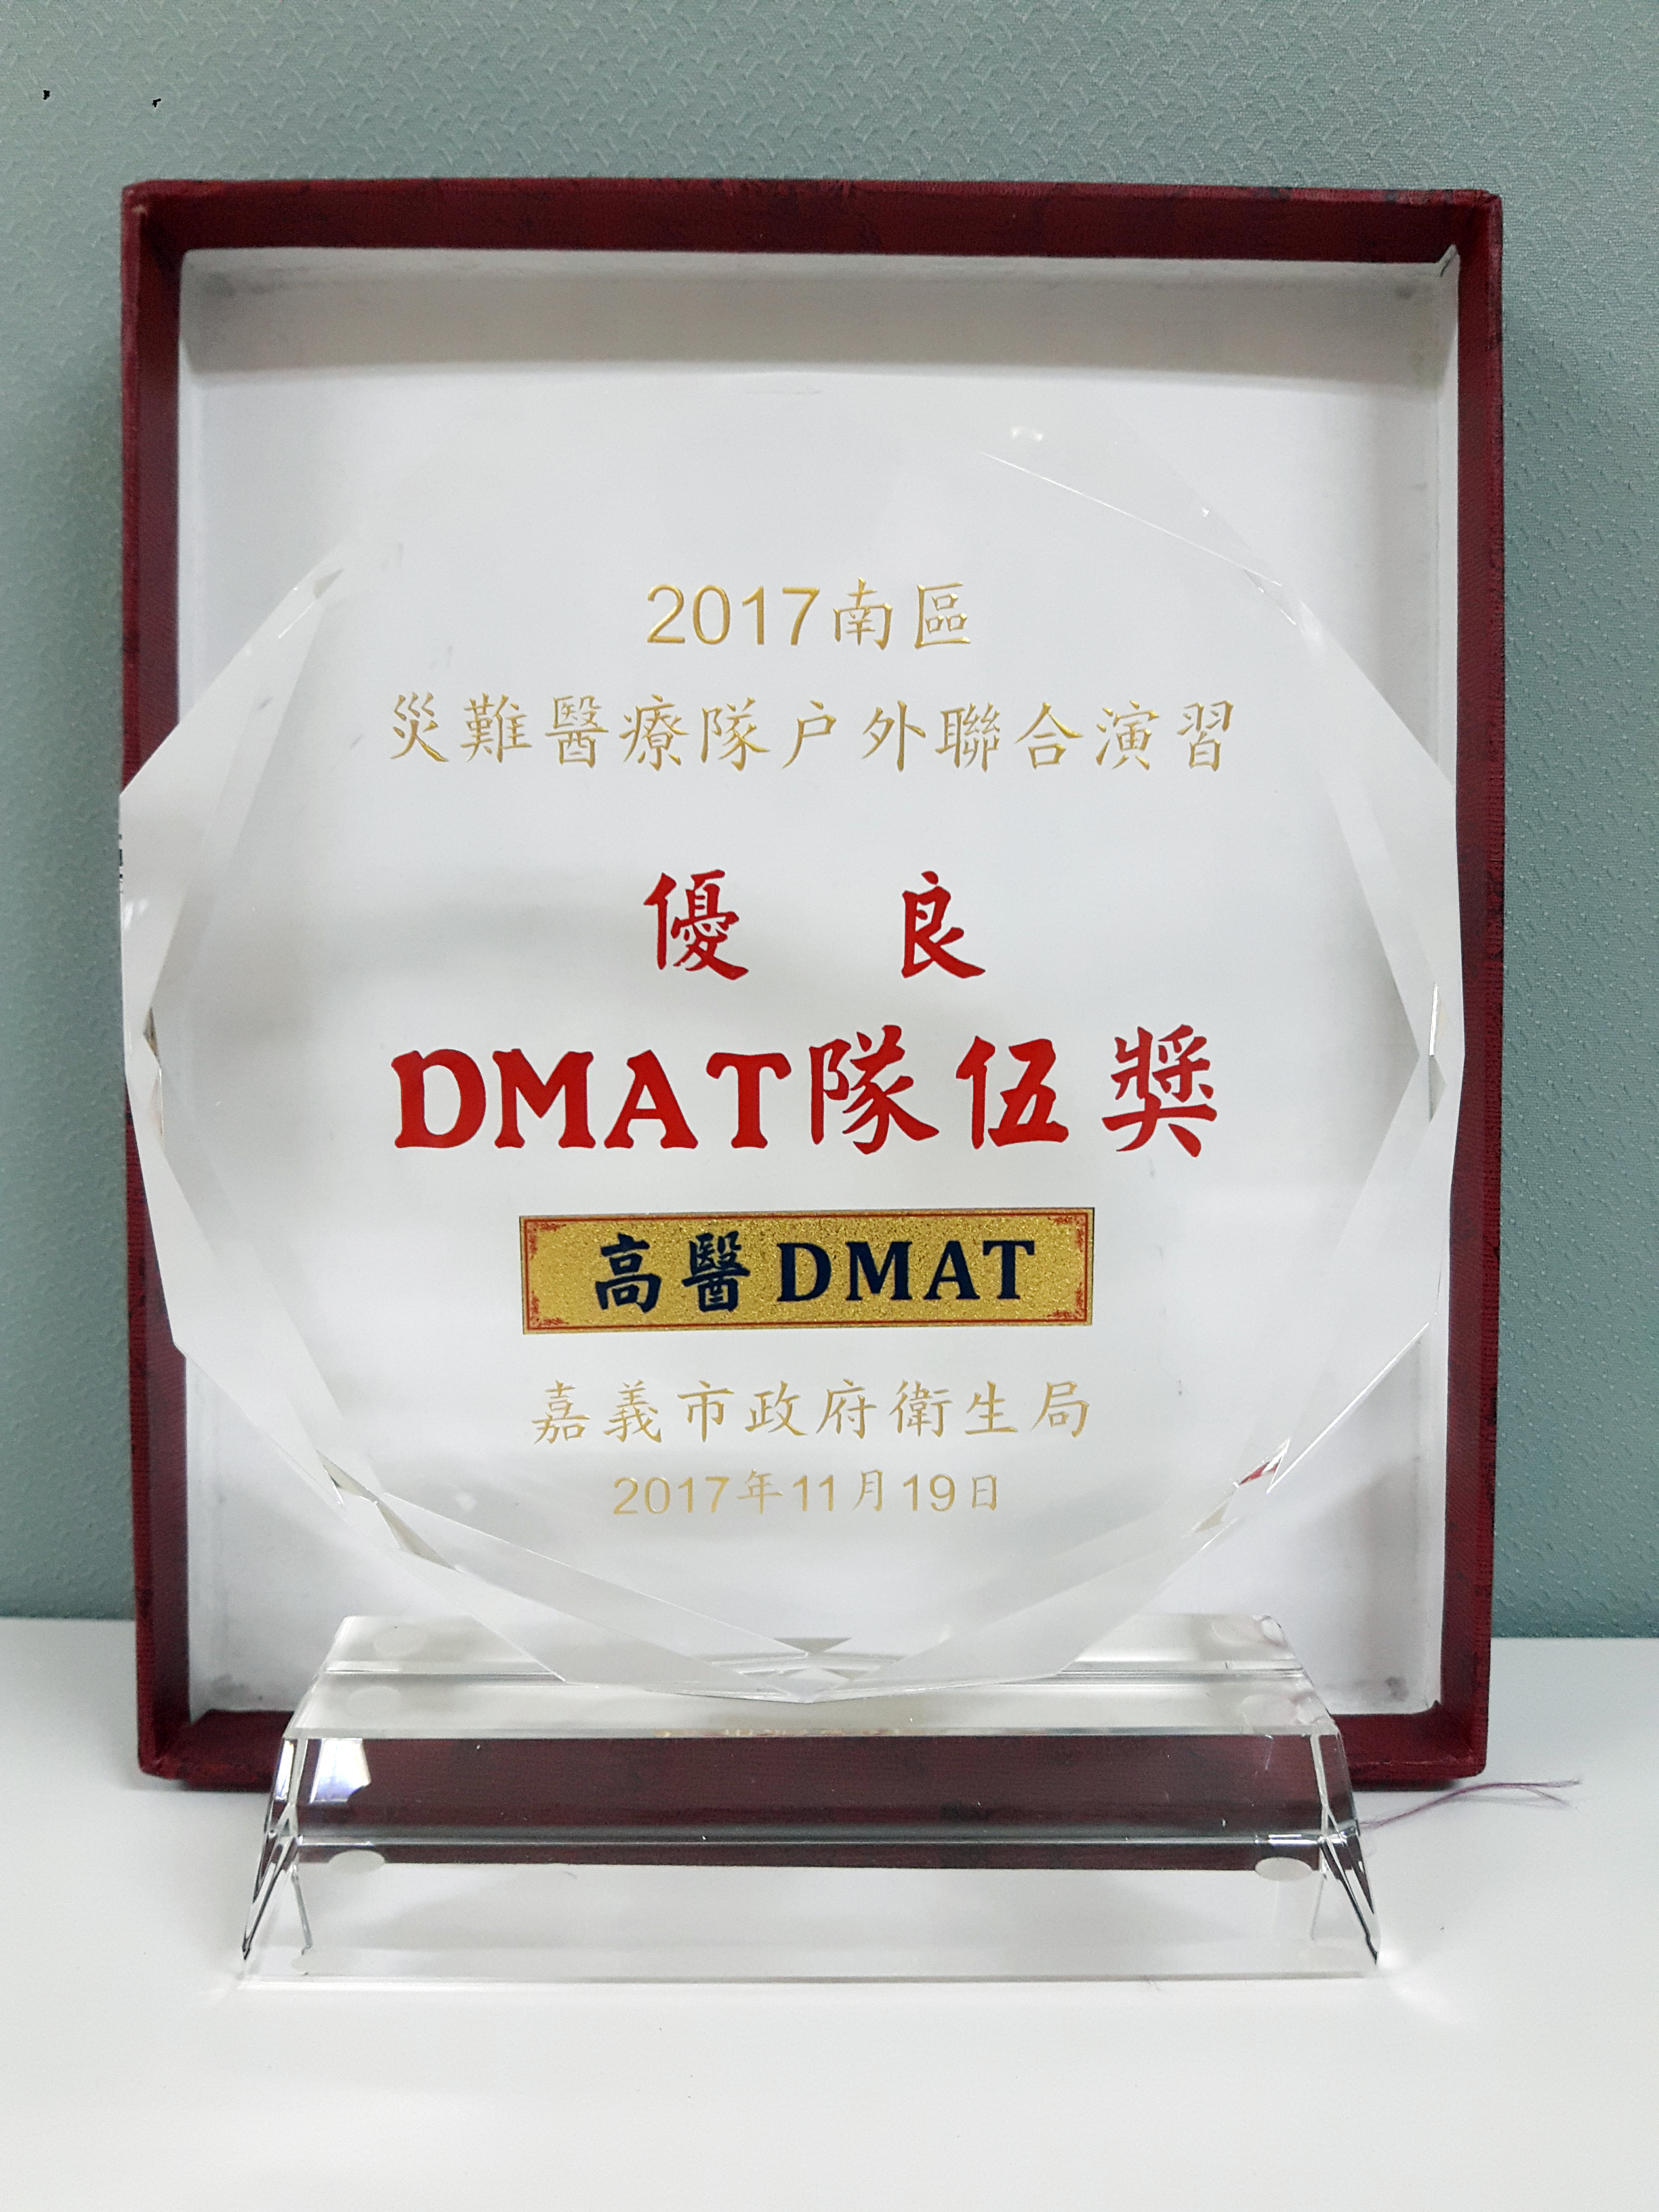 2017南區
災難醫療隊户外聯合演習
優良
DMAT隊伍獎
高醫DMAT
嘉義市政府衛生局
2017年11月19日